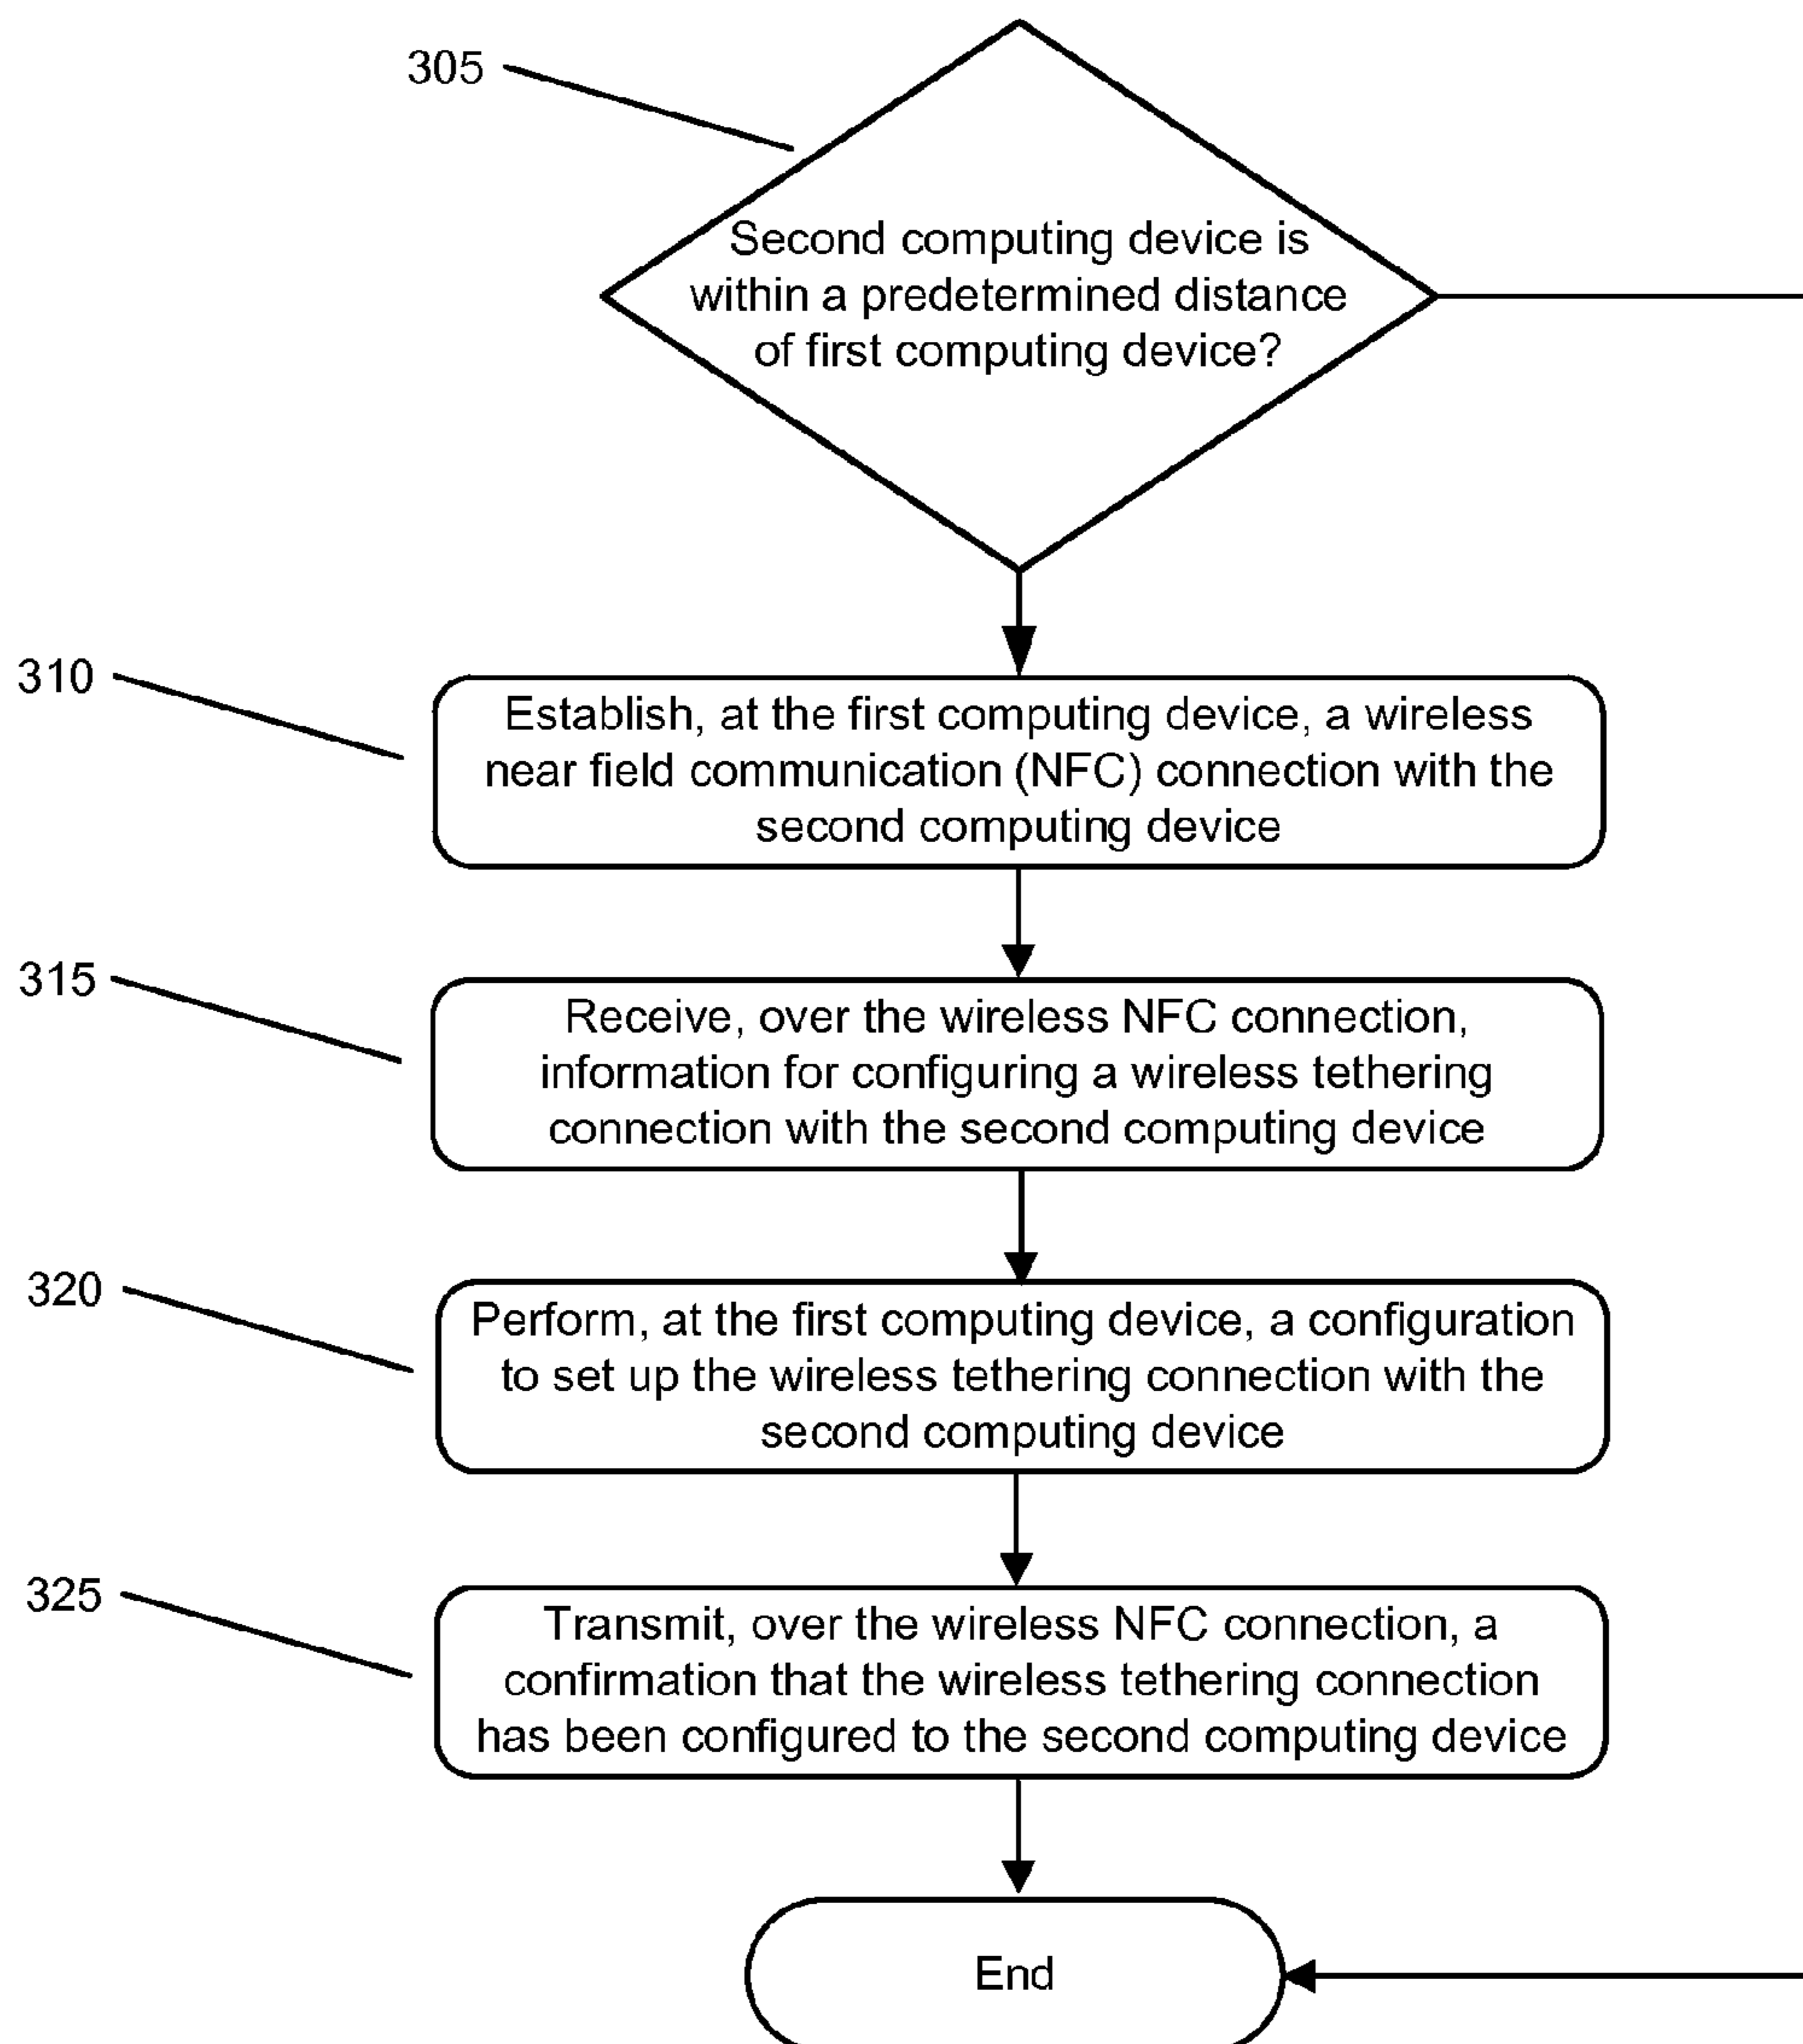 305
Second computing device is
within a predetermined distance
of first computing device?
310
Establish, at the first computing device, a wireless
near field communication (NFC) connection with the
second computing device
315
Receive, over the wireless NFC connection,
information for configuring a wireless tethering
connection with the second computing device
320
Perform, at the first computing device, a configuration
to set up the wireless tethering connection with the
second computing device
325
Transmit, over the wireless NFC connection, a
confirmation that the wireless tethering connection
has been configured to the second computing device
End